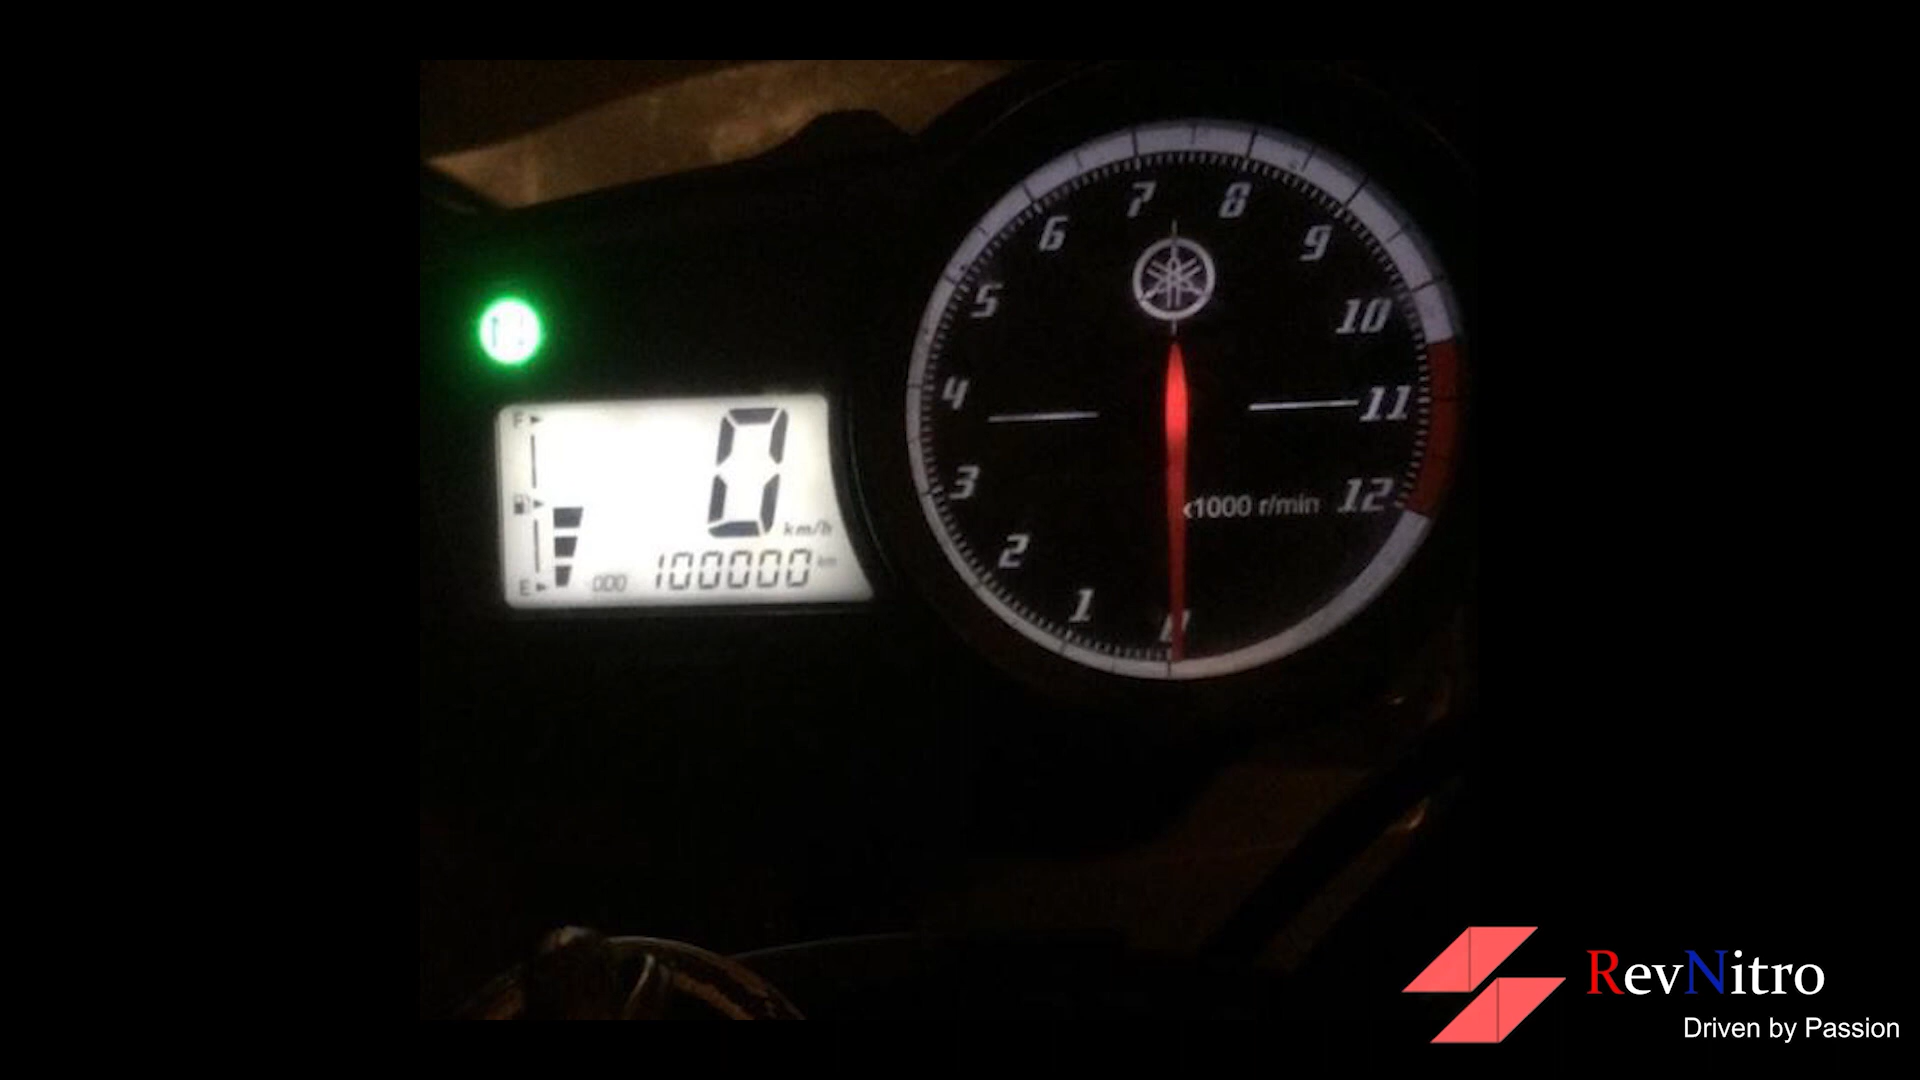 7 8
6 9
5 10
4 11
3 12
2
1
0
x1000 r/min
N
F
0
km/h
100000 km
E
RevNitro
Driven by Passion